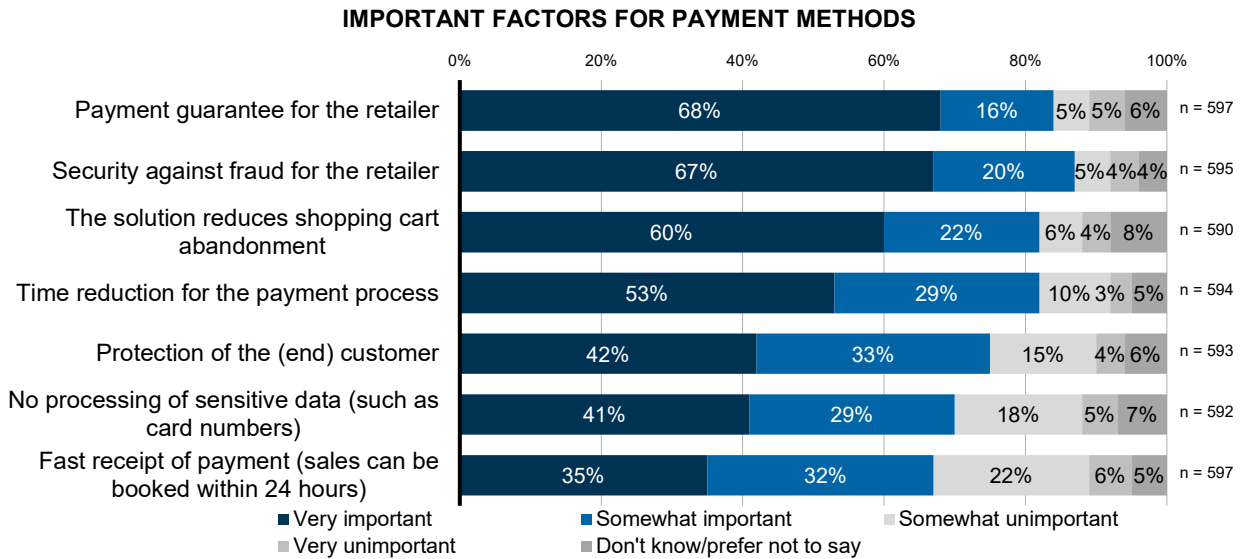 IMPORTANT FACTORS FOR PAYMENT METHODS
0% 20% 40% 60% 80% 100%
Payment guarantee for the retailer 68% 16% 5% 5% 6% n = 597
Security against fraud for the retailer 67% 20% 5% 4% 4% n = 595
The solution reduces shopping cart
abandonment 60% 22% 6% 4% 8% n = 590
Time reduction for the payment process 53% 29% 10% 3% 5% n = 594
Protection of the (end) customer 42% 33% 15% 4% 6% n = 593
No processing of sensitive data (such as
card numbers) 41% 29% 18% 5% 7% n = 592
Fast receipt of payment (sales can be
booked within 24 hours) 35% 32% 22% 6% 5% n = 597
Very important Somewhat important Somewhat unimportant
Very unimportant Don't know/prefer not to say